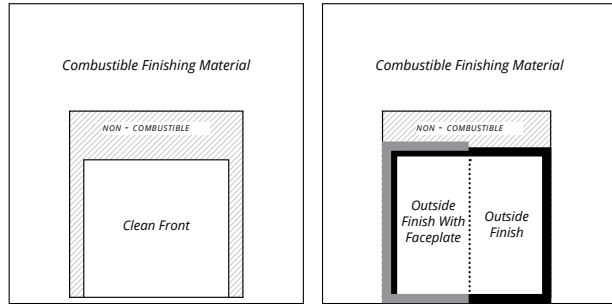 Combustible Finishing Material
NON - COMBUSTIBLE
Clean Front
Combustible Finishing Material
NON - COMBUSTIBLE
Outside
Finish With
Faceplate
Outside
Finish